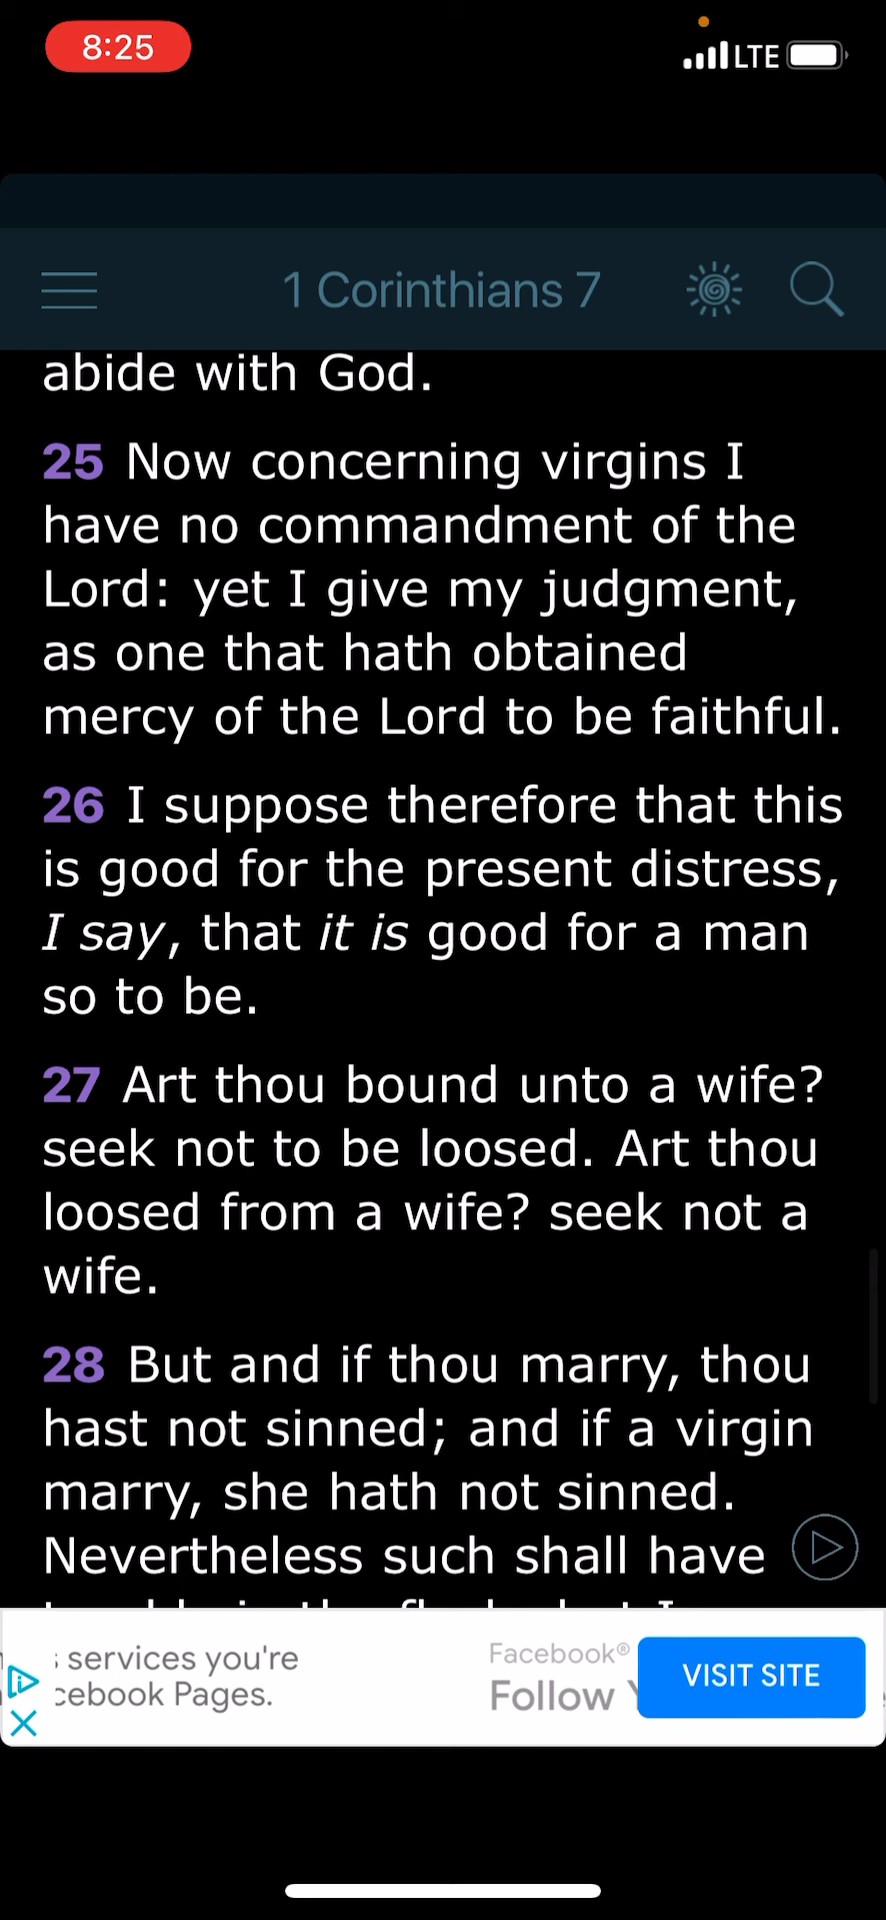 8:25
LTE
1 Corinthians 7
abide with God.
25 Now concerning virgins I
have no commandment of the
Lord: yet I give my judgment,
as one that hath obtained
mercy of the Lord to be faithful.
26 I suppose therefore that this
is good for the present distress,
I say, that it is good for a man
so to be.
27 Art thou bound unto a wife?
seek not to be loosed. Art thou
loosed from a wife? seek not a
wife.
28 But and if thou marry, thou
hast not sinned; and if a virgin
marry, she hath not sinned.
Nevertheless such shall have
services you're
cebook Pages.
Facebook®
Follow
VISIT SITE